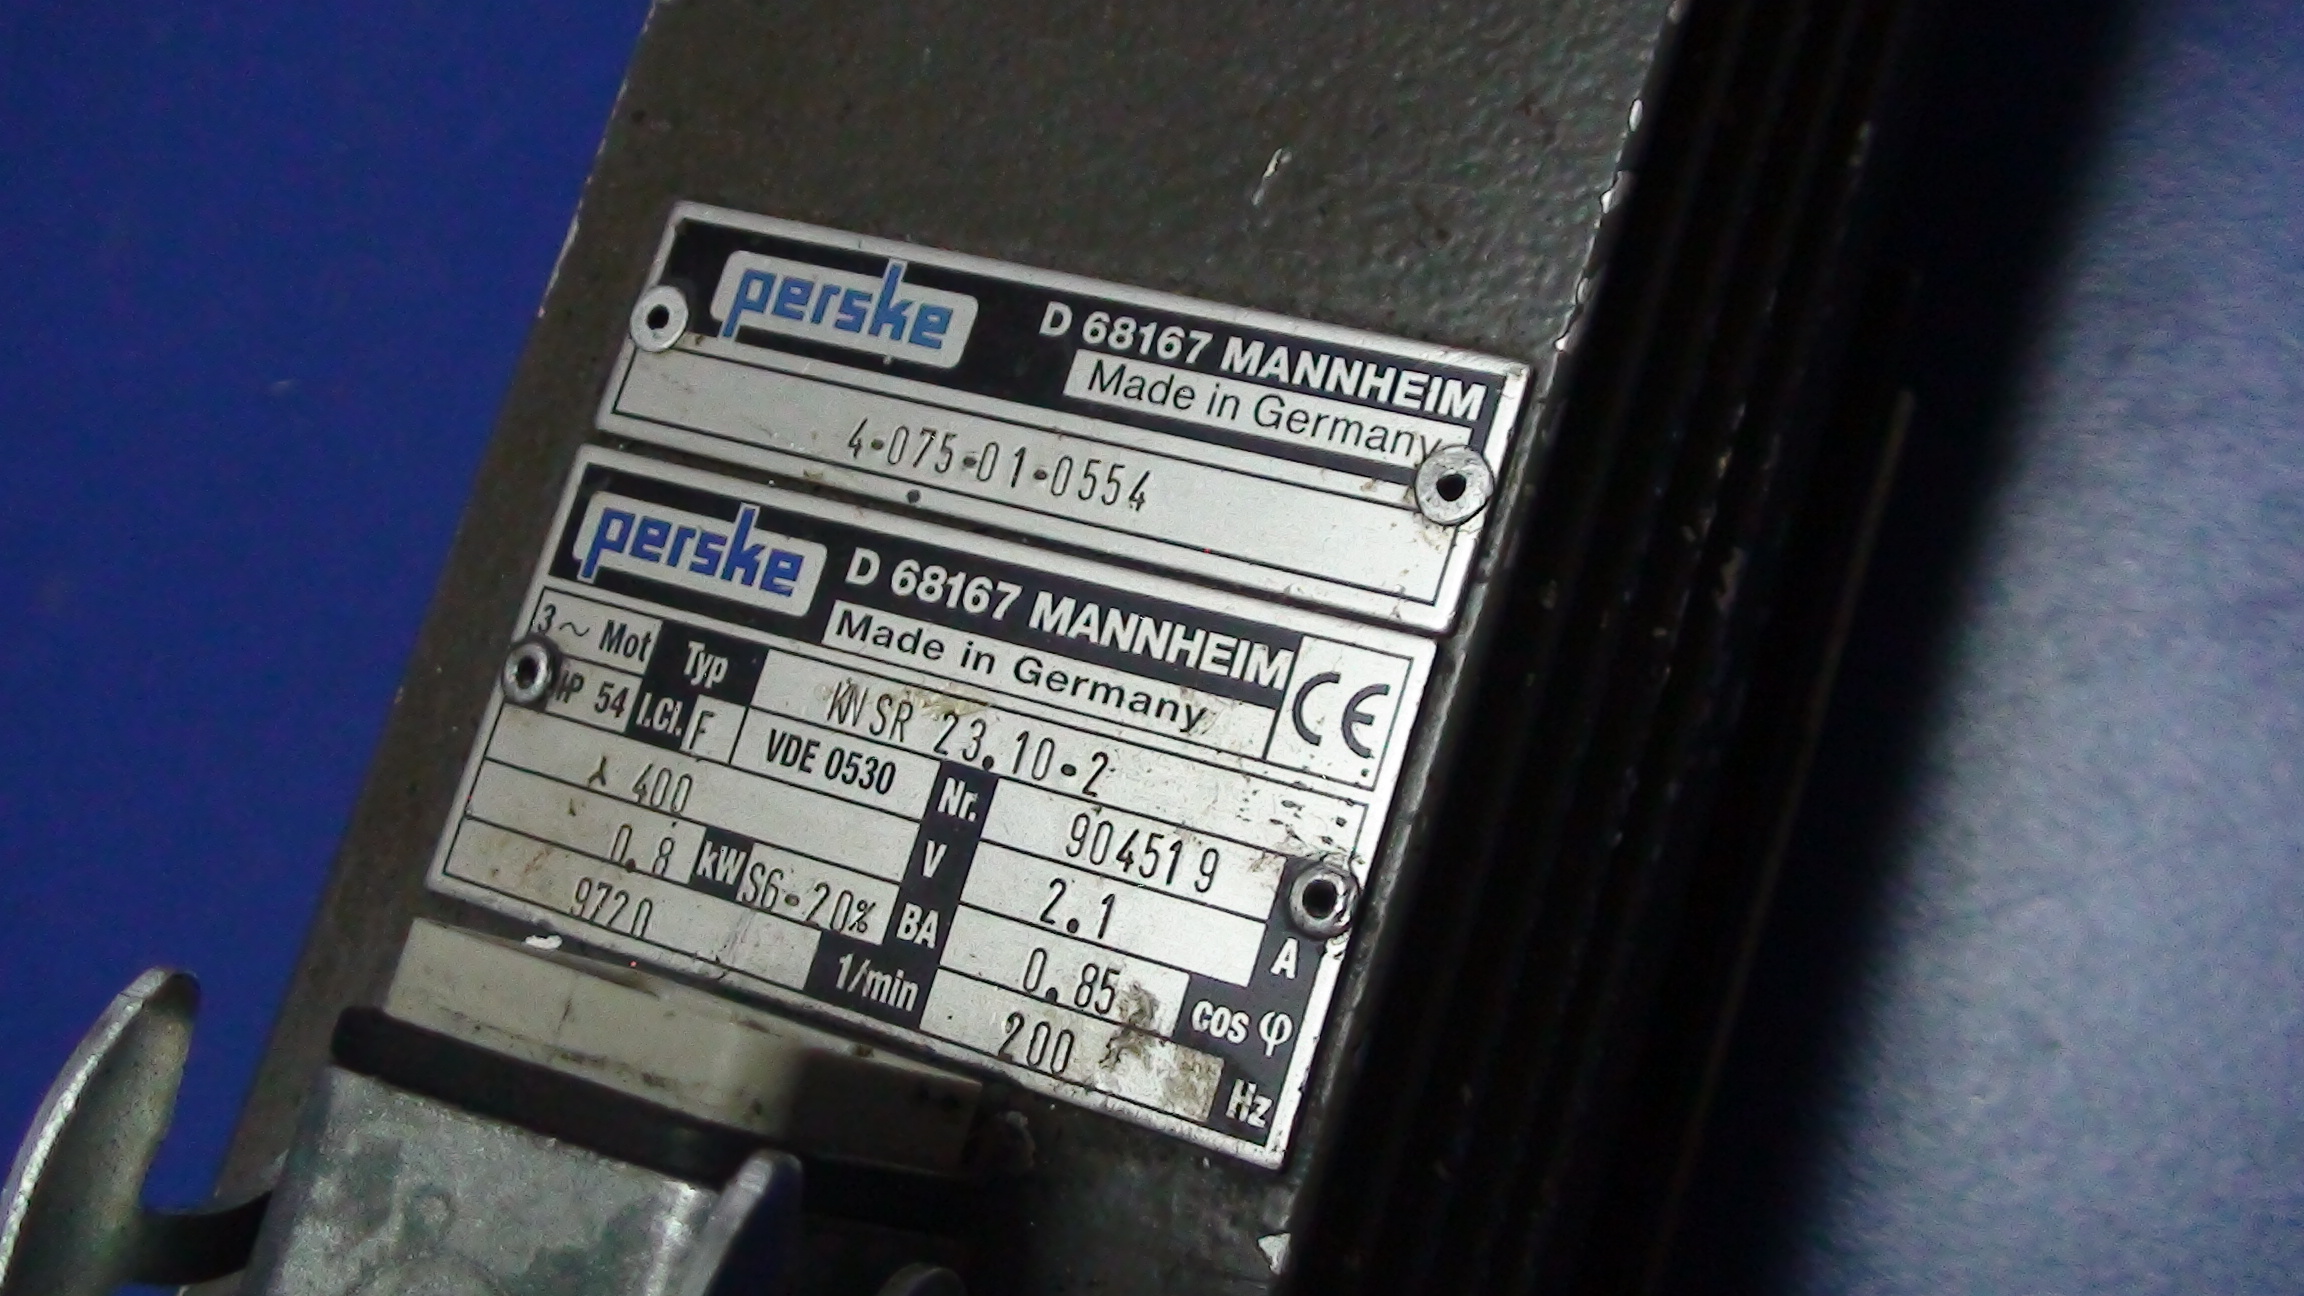 perske D 68167 MANNHEIM
Made in Germany
4-075-01-0554
perske D 68167 MANNHEIM
Made in Germany CE
3~ Mot Typ KNSR 23.10-2
IP 54 I.Cl. F VDE 0530 Nr. 904519
400 V 2.1 A
0.8 kW S6-20% BA 0.85 cos φ
9720 1/min 200 Hz